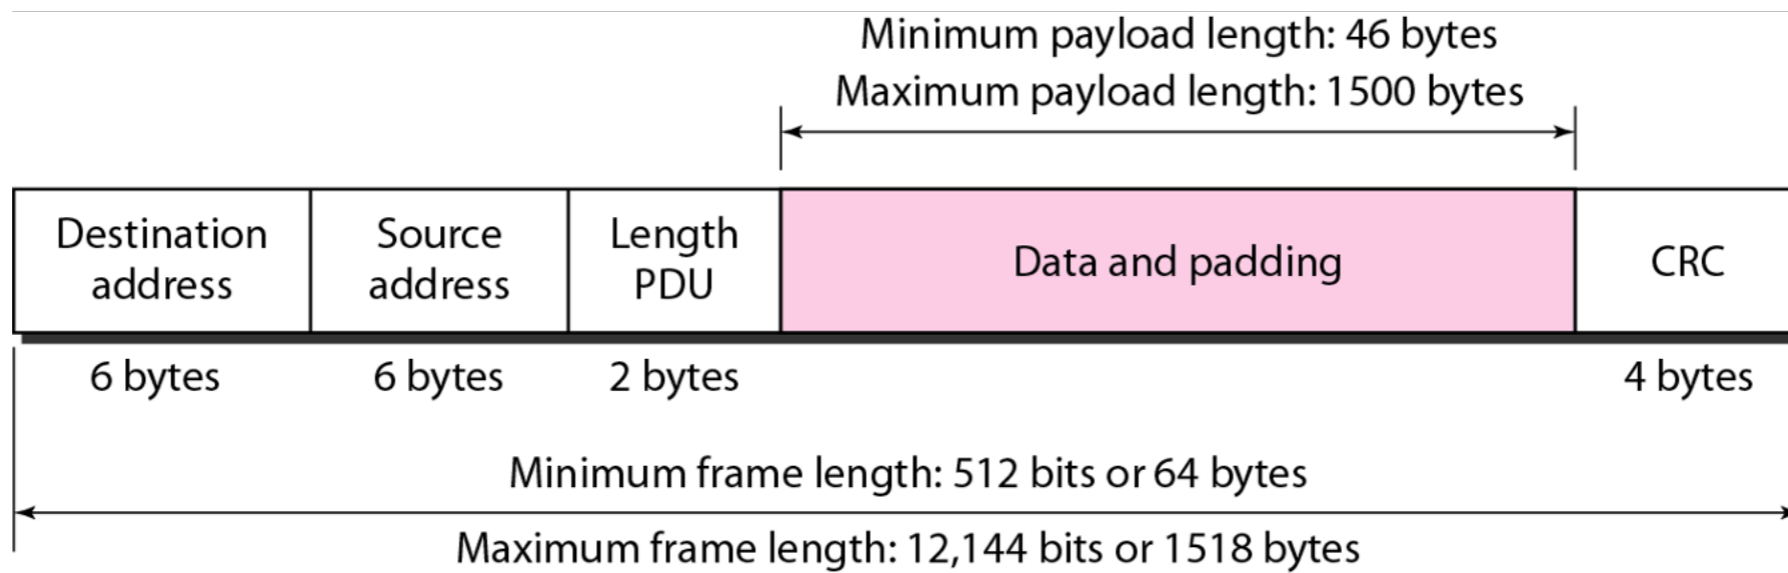 Minimum payload length: 46 bytes
Maximum payload length: 1500 bytes
Destination address
Source address
Length PDU
Data and padding
CRC
6 bytes
6 bytes
2 bytes
4 bytes
Minimum frame length: 512 bits or 64 bytes
Maximum frame length: 12,144 bits or 1518 bytes